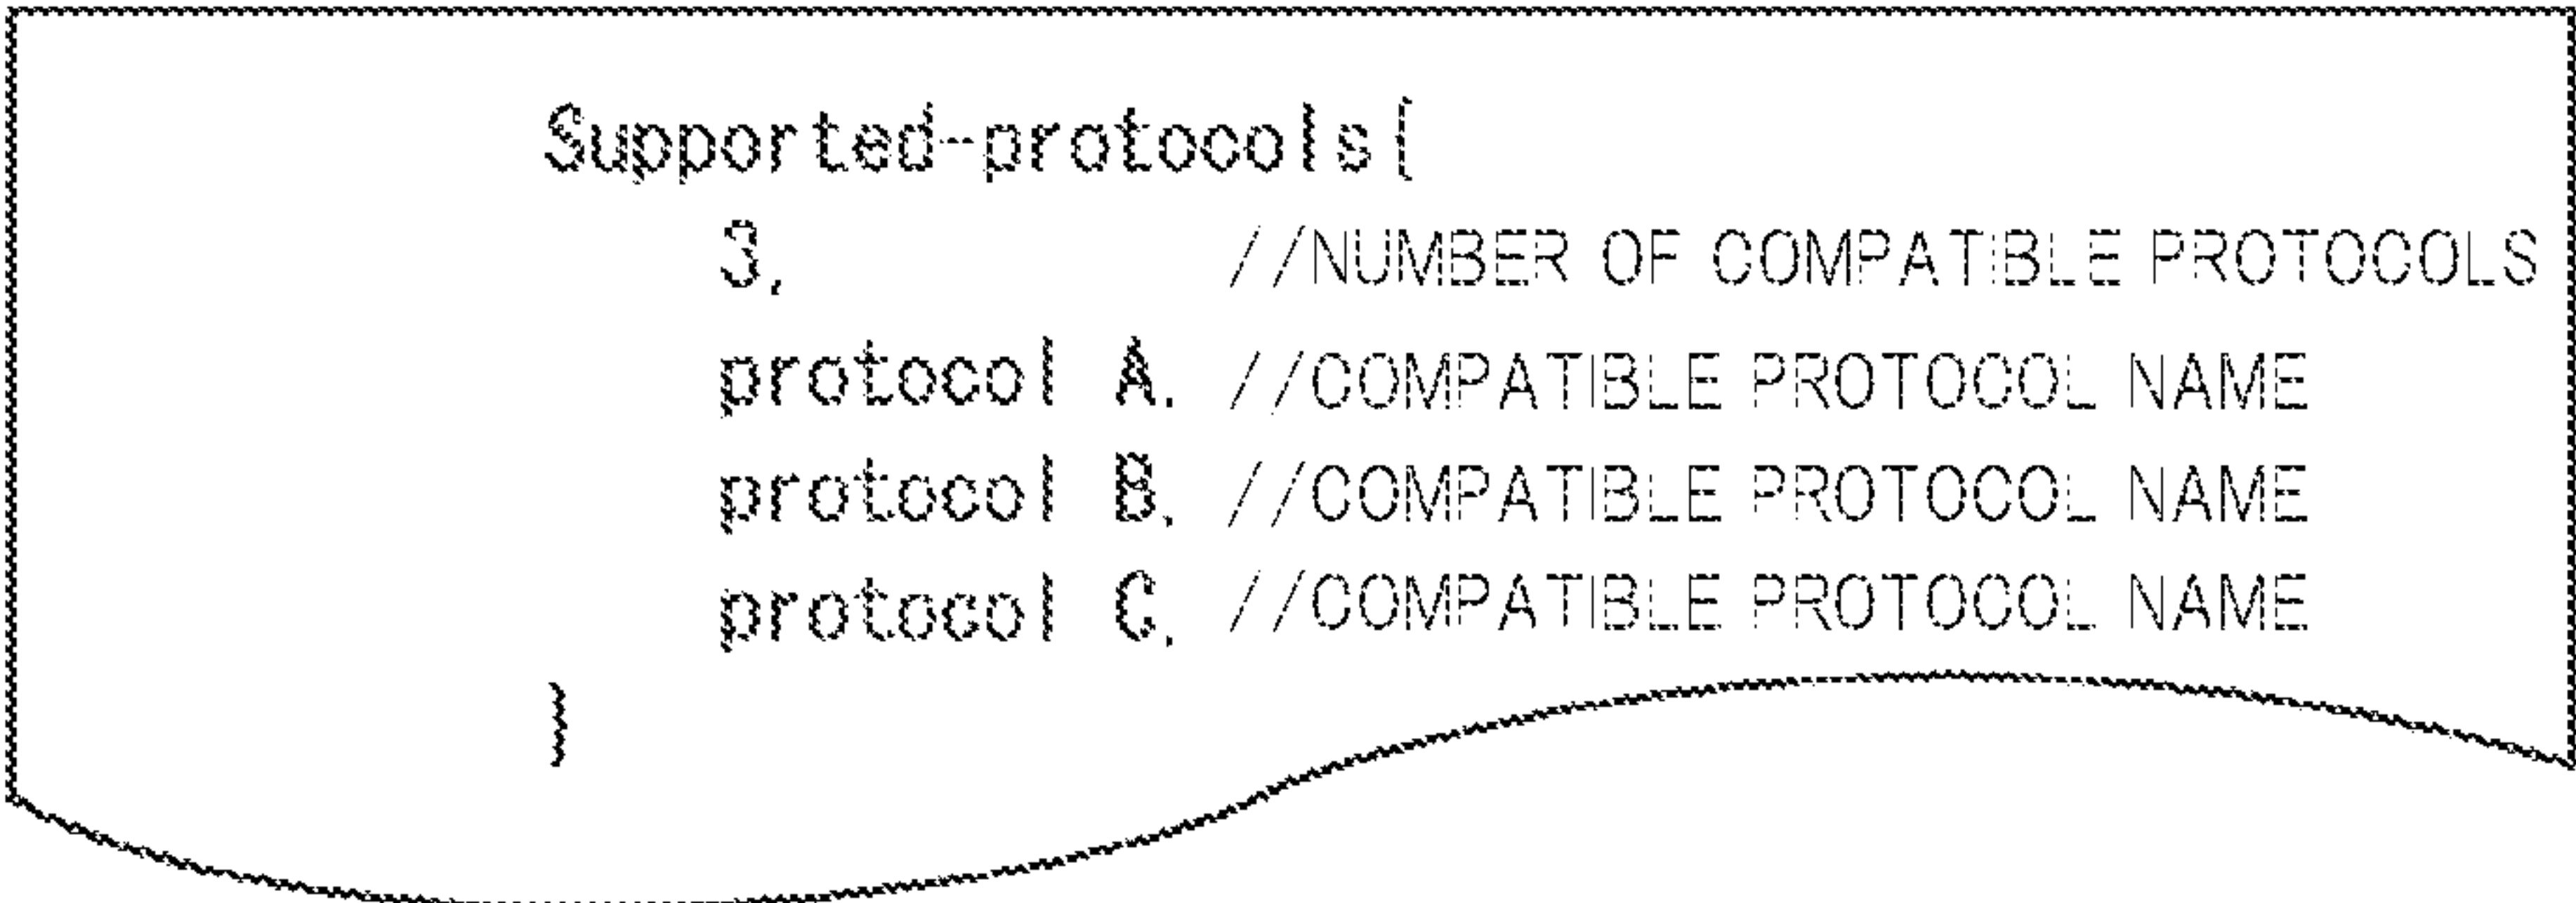 Supported-protocols{
3, //NUMBER OF COMPATIBLE PROTOCOLS
protocol A, //COMPATIBLE PROTOCOL NAME
protocol B, //COMPATIBLE PROTOCOL NAME
protocol C, //COMPATIBLE PROTOCOL NAME
}